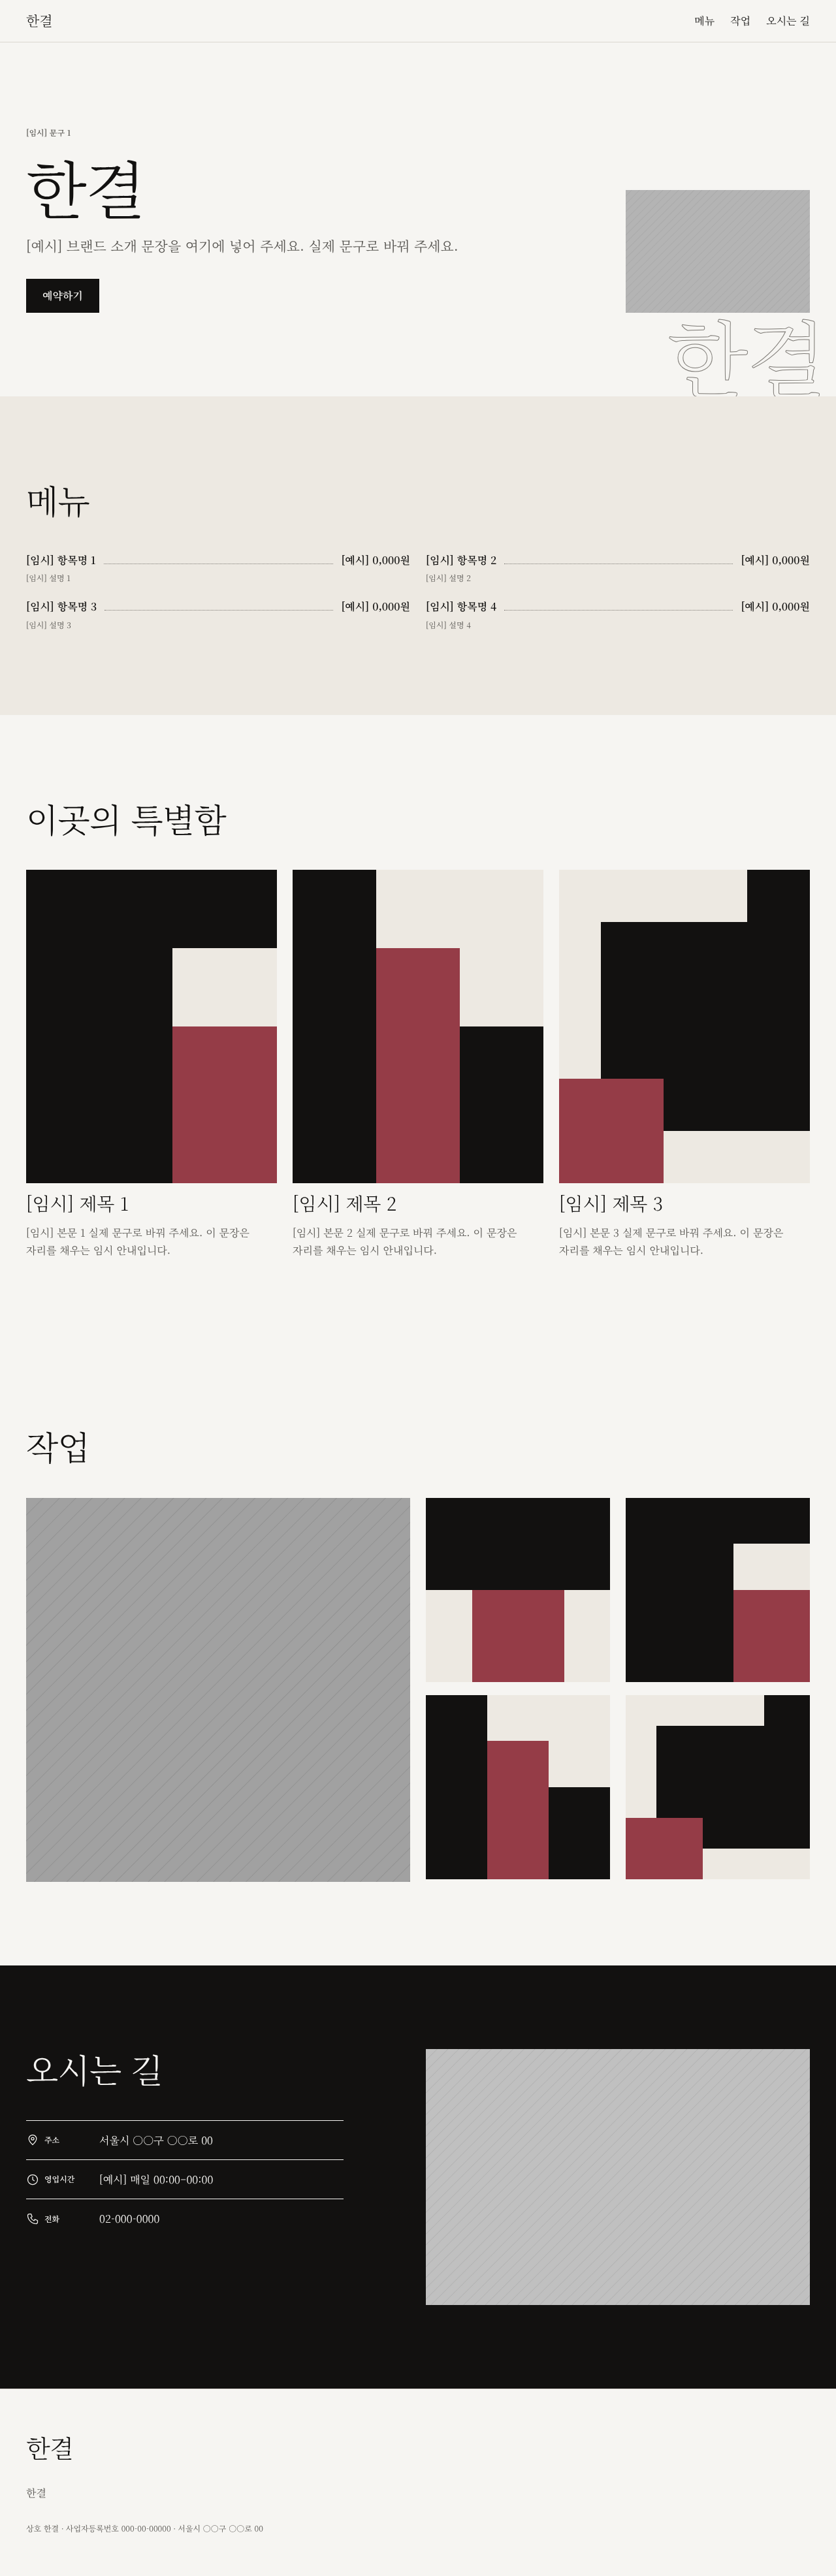 한결
메뉴 작업 오시는 길
[임시] 문구 1
한결
[예시] 브랜드 소개 문장을 여기에 넣어 주세요. 실제 문구로 바꿔 주세요.
예약하기
한결
메뉴
[임시] 항목명 1 [예시] 0,000원
[임시] 설명 1
[임시] 항목명 2 [예시] 0,000원
[임시] 설명 2
[임시] 항목명 3 [예시] 0,000원
[임시] 설명 3
[임시] 항목명 4 [예시] 0,000원
[임시] 설명 4
이곳의 특별함
[임시] 제목 1
[임시] 본문 1 실제 문구로 바꿔 주세요. 이 문장은
자리를 채우는 임시 안내입니다.
[임시] 제목 2
[임시] 본문 2 실제 문구로 바꿔 주세요. 이 문장은
자리를 채우는 임시 안내입니다.
[임시] 제목 3
[임시] 본문 3 실제 문구로 바꿔 주세요. 이 문장은
자리를 채우는 임시 안내입니다.
작업
오시는 길
주소 서울시 〇〇구 〇〇로 00
영업시간 [예시] 매일 00:00–00:00
전화 02-000-0000
한결
한결
상호 한결 · 사업자등록번호 000-00-00000 · 서울시 〇〇구 〇〇로 00